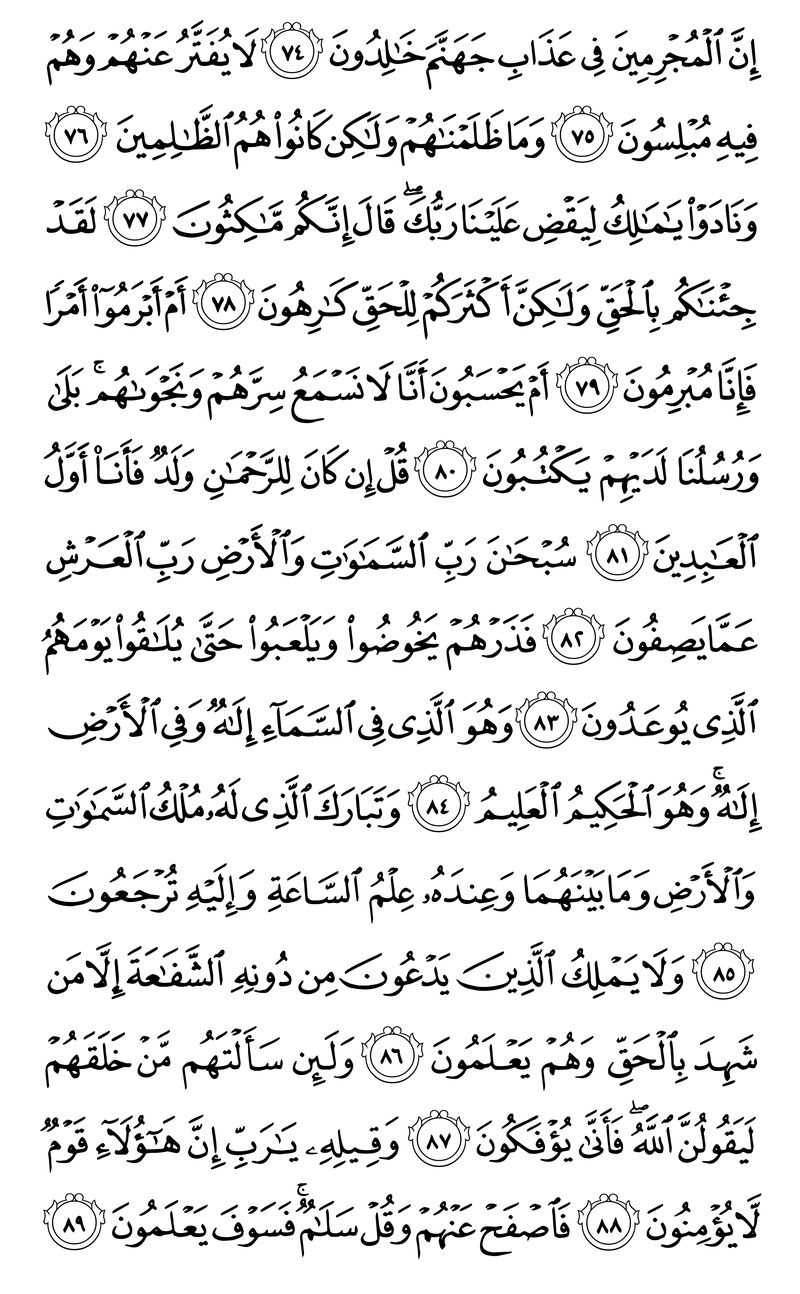 إِنَّ ٱلْمُجْرِمِينَ فِى عَذَابِ جَهَنَّمَ خَـٰلِدُونَ ٧٤ لَا يُفَتَّرُ عَنْهُمْ وَهُمْ
فِيهِ مُبْلِسُونَ ٧٥ وَمَا ظَلَمْنَـٰهُمْ وَلَـٰكِن كَانُوا۟ هُمُ ٱلظَّـٰلِمِينَ ٧٦
وَنَادَوْا۟ يَـٰمَـٰلِكُ لِيَقْضِ عَلَيْنَا رَبُّكَ ۖ قَالَ إِنَّكُم مَّـٰكِثُونَ ٧٧ لَقَدْ
جِئْنَـٰكُم بِٱلْحَقِّ وَلَـٰكِنَّ أَكْثَرَكُمْ لِلْحَقِّ كَـٰرِهُونَ ٧٨ أَمْ أَبْرَمُوٓا۟ أَمْرًا
فَإِنَّا مُبْرِمُونَ ٧٩ أَمْ يَحْسَبُونَ أَنَّا لَا نَسْمَعُ سِرَّهُمْ وَنَجْوَىٰهُم ۚ بَلَىٰ
وَرُسُلُنَا لَدَيْهِمْ يَكْتُبُونَ ٨٠ قُلْ إِن كَانَ لِلرَّحْمَـٰنِ وَلَدٌ فَأَنَا۠ أَوَّلُ
ٱلْعَـٰبِدِينَ ٨١ سُبْحَـٰنَ رَبِّ ٱلسَّمَـٰوَٰتِ وَٱلْأَرْضِ رَبِّ ٱلْعَرْشِ
عَمَّا يَصِفُونَ ٨٢ فَذَرْهُمْ يَخُوضُوا۟ وَيَلْعَبُوا۟ حَتَّىٰ يُلَـٰقُوا۟ يَوْمَهُمُ
ٱلَّذِى يُوعَدُونَ ٨٣ وَهُوَ ٱلَّذِى فِى ٱلسَّمَآءِ إِلَـٰهٌ وَفِى ٱلْأَرْضِ
إِلَـٰهٌ ۚ وَهُوَ ٱلْحَكِيمُ ٱلْعَلِيمُ ٨٤ وَتَبَارَكَ ٱلَّذِى لَهُۥ مُلْكُ ٱلسَّمَـٰوَٰتِ
وَٱلْأَرْضِ وَمَا بَيْنَهُمَا وَعِندَهُۥ عِلْمُ ٱلسَّاعَةِ وَإِلَيْهِ تُرْجَعُونَ
٨٥ وَلَا يَمْلِكُ ٱلَّذِينَ يَدْعُونَ مِن دُونِهِ ٱلشَّفَـٰعَةَ إِلَّا مَن
شَهِدَ بِٱلْحَقِّ وَهُمْ يَعْلَمُونَ ٨٦ وَلَئِن سَأَلْتَهُم مَّنْ خَلَقَهُمْ
لَيَقُولُنَّ ٱللَّهُ ۖ فَأَنَّىٰ يُؤْفَكُونَ ٨٧ وَقِيلِهِۦ يَـٰرَبِّ إِنَّ هَـٰٓؤُلَآءِ قَوْمٌ
لَّا يُؤْمِنُونَ ٨٨ فَٱصْفَحْ عَنْهُمْ وَقُلْ سَلَـٰمٌ ۚ فَسَوْفَ يَعْلَمُونَ ٨٩